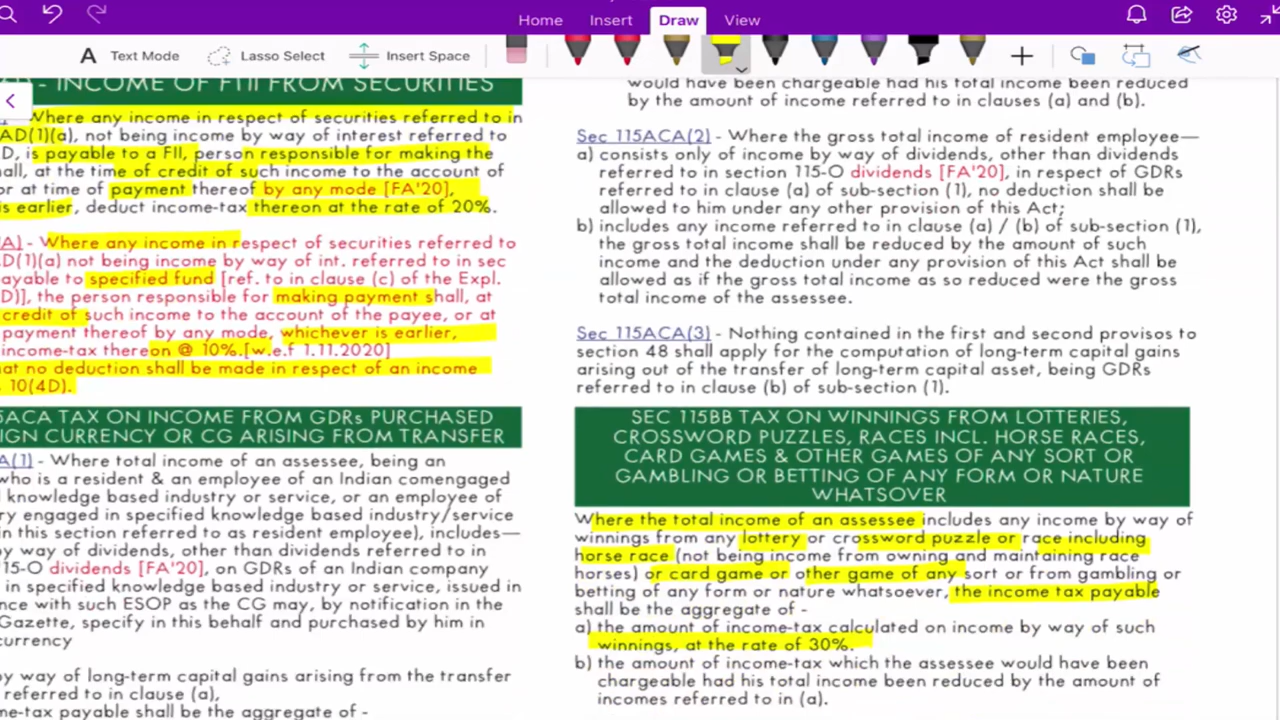 Home Insert Draw View
Text Mode Lasso Select Insert Space
- INCOME OF FII FROM SECURITIES
Where any income in respect of securities referred to in
AD(1)(a), not being income by way of interest referred to
D, is payable to a FII, person responsible for making the
all, at the time of credit of such income to the account of
or at time of payment thereof by any mode [FA'20],
is earlier, deduct income-tax thereon at the rate of 20%.
A) - Where any income in respect of securities referred to
D(1)(a) not being income by way of int. referred to in sec
ayable to specified fund [ref. to in clause (c) of the Expl.
D)], the person responsible for making payment shall, at
credit of such income to the account of the payee, or at
payment thereof by any mode, whichever is earlier,
income-tax thereon @ 10%.[w.e.f 1.11.2020]
at no deduction shall be made in respect of an income
10(4D).
5ACA TAX ON INCOME FROM GDRs PURCHASED
IGN CURRENCY OR CG ARISING FROM TRANSFER
A(1) - Where total income of an assessee, being an
who is a resident & an employee of an Indian comengaged
knowledge based industry or service, or an employee of
ry engaged in specified knowledge based industry/service
in this section referred to as resident employee), includes—
y way of dividends, other than dividends referred to in
15-O dividends [FA'20], on GDRs of an Indian company
in specified knowledge based industry or service, issued in
nce with such ESOP as the CG may, by notification in the
Gazette, specify in this behalf and purchased by him in
currency
y way of long-term capital gains arising from the transfer
referred to in clause (a),
me-tax payable shall be the aggregate of -
would have been chargeable had his total income been reduced
by the amount of income referred to in clauses (a) and (b).
Sec 115ACA(2) - Where the gross total income of resident employee—
a) consists only of income by way of dividends, other than dividends
referred to in section 115-O dividends [FA'20], in respect of GDRs
referred to in clause (a) of sub-section (1), no deduction shall be
allowed to him under any other provision of this Act;
b) includes any income referred to in clause (a) / (b) of sub-section (1),
the gross total income shall be reduced by the amount of such
income and the deduction under any provision of this Act shall be
allowed as if the gross total income as so reduced were the gross
total income of the assessee.
Sec 115ACA(3) - Nothing contained in the first and second provisos to
section 48 shall apply for the computation of long-term capital gains
arising out of the transfer of long-term capital asset, being GDRs
referred to in clause (b) of sub-section (1).
SEC 115BB TAX ON WINNINGS FROM LOTTERIES,
CROSSWORD PUZZLES, RACES INCL. HORSE RACES,
CARD GAMES & OTHER GAMES OF ANY SORT OR
GAMBLING OR BETTING OF ANY FORM OR NATURE
WHATSOVER
Where the total income of an assessee includes any income by way of
winnings from any lottery or crossword puzzle or race including
horse race (not being income from owning and maintaining race
horses) or card game or other game of any sort or from gambling or
betting of any form or nature whatsoever, the income tax payable
shall be the aggregate of -
a) the amount of income-tax calculated on income by way of such
winnings, at the rate of 30%.
b) the amount of income-tax which the assessee would have been
chargeable had his total income been reduced by the amount of
incomes referred to in (a).